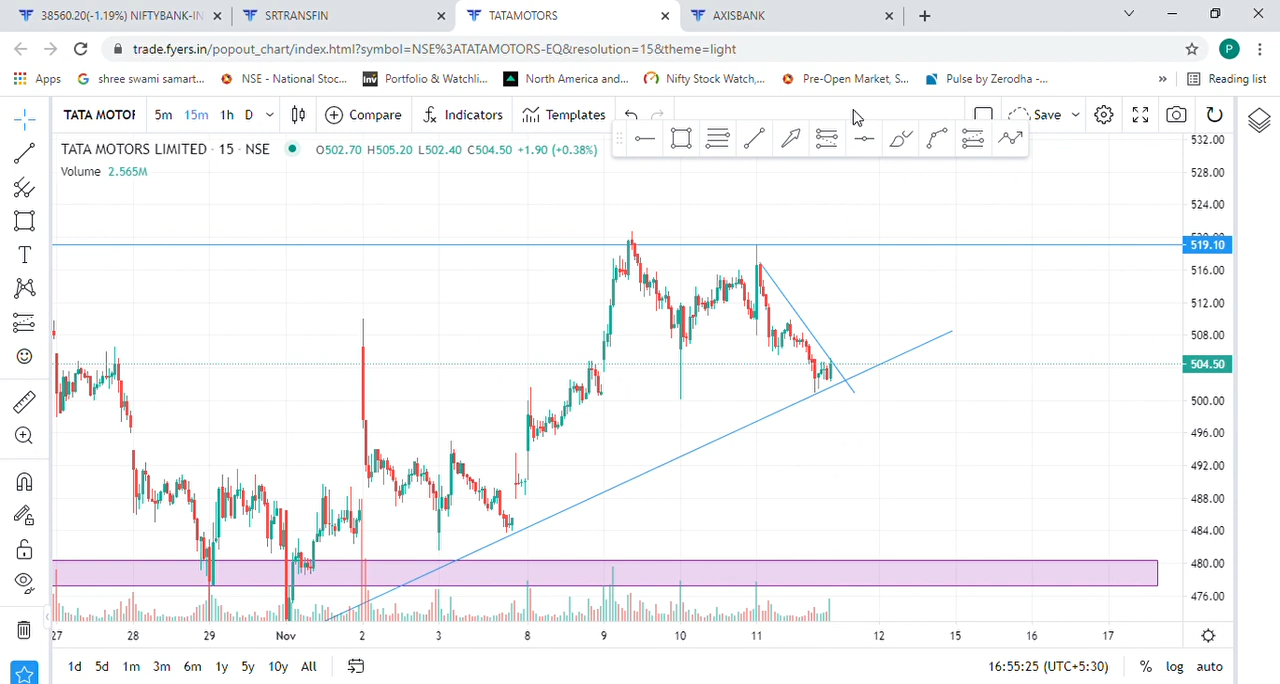 38560.20(-1.19%) NIFTYBANK-IN
SRTRANSFIN
TATAMOTORS
AXISBANK
trade.fyers.in/popout_chart/index.html?symbol=NSE%3ATATAMOTORS-EQ&resolution=15&theme=light
P
Apps
shree swami samart...
NSE - National Stoc...
inv
Portfolio & Watchli...
North America and...
Nifty Stock Watch,...
Pre-Open Market, S...
Pulse by Zerodha -...
»
Reading list
TATA MOTOR
5m
15m
1h
D
Compare
Indicators
Templates
Save
TATA MOTORS LIMITED · 15 · NSE
O502.70 H505.20 L502.40 C504.50 +1.90 (+0.38%)
Volume 2.565M
532.00
528.00
524.00
519.10
516.00
512.00
508.00
504.50
500.00
496.00
492.00
488.00
484.00
480.00
476.00
27 28 29 Nov 2 3 8 9 10 11 12 15 16 17
1d 5d 1m 3m 6m 1y 5y 10y All
16:55:25 (UTC+5:30)
% log auto